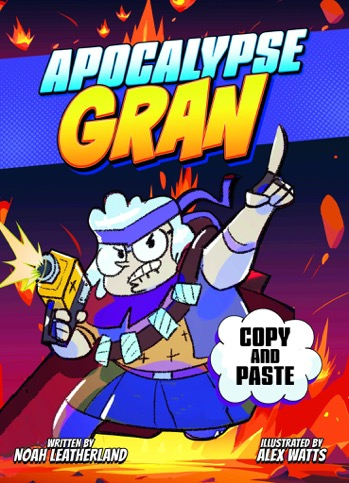 APOCALYPSE
GRAN
COPY
AND
PASTE
WRITTEN BY
NOAH LEATHERLAND
ILLUSTRATED BY
ALEX WATTS